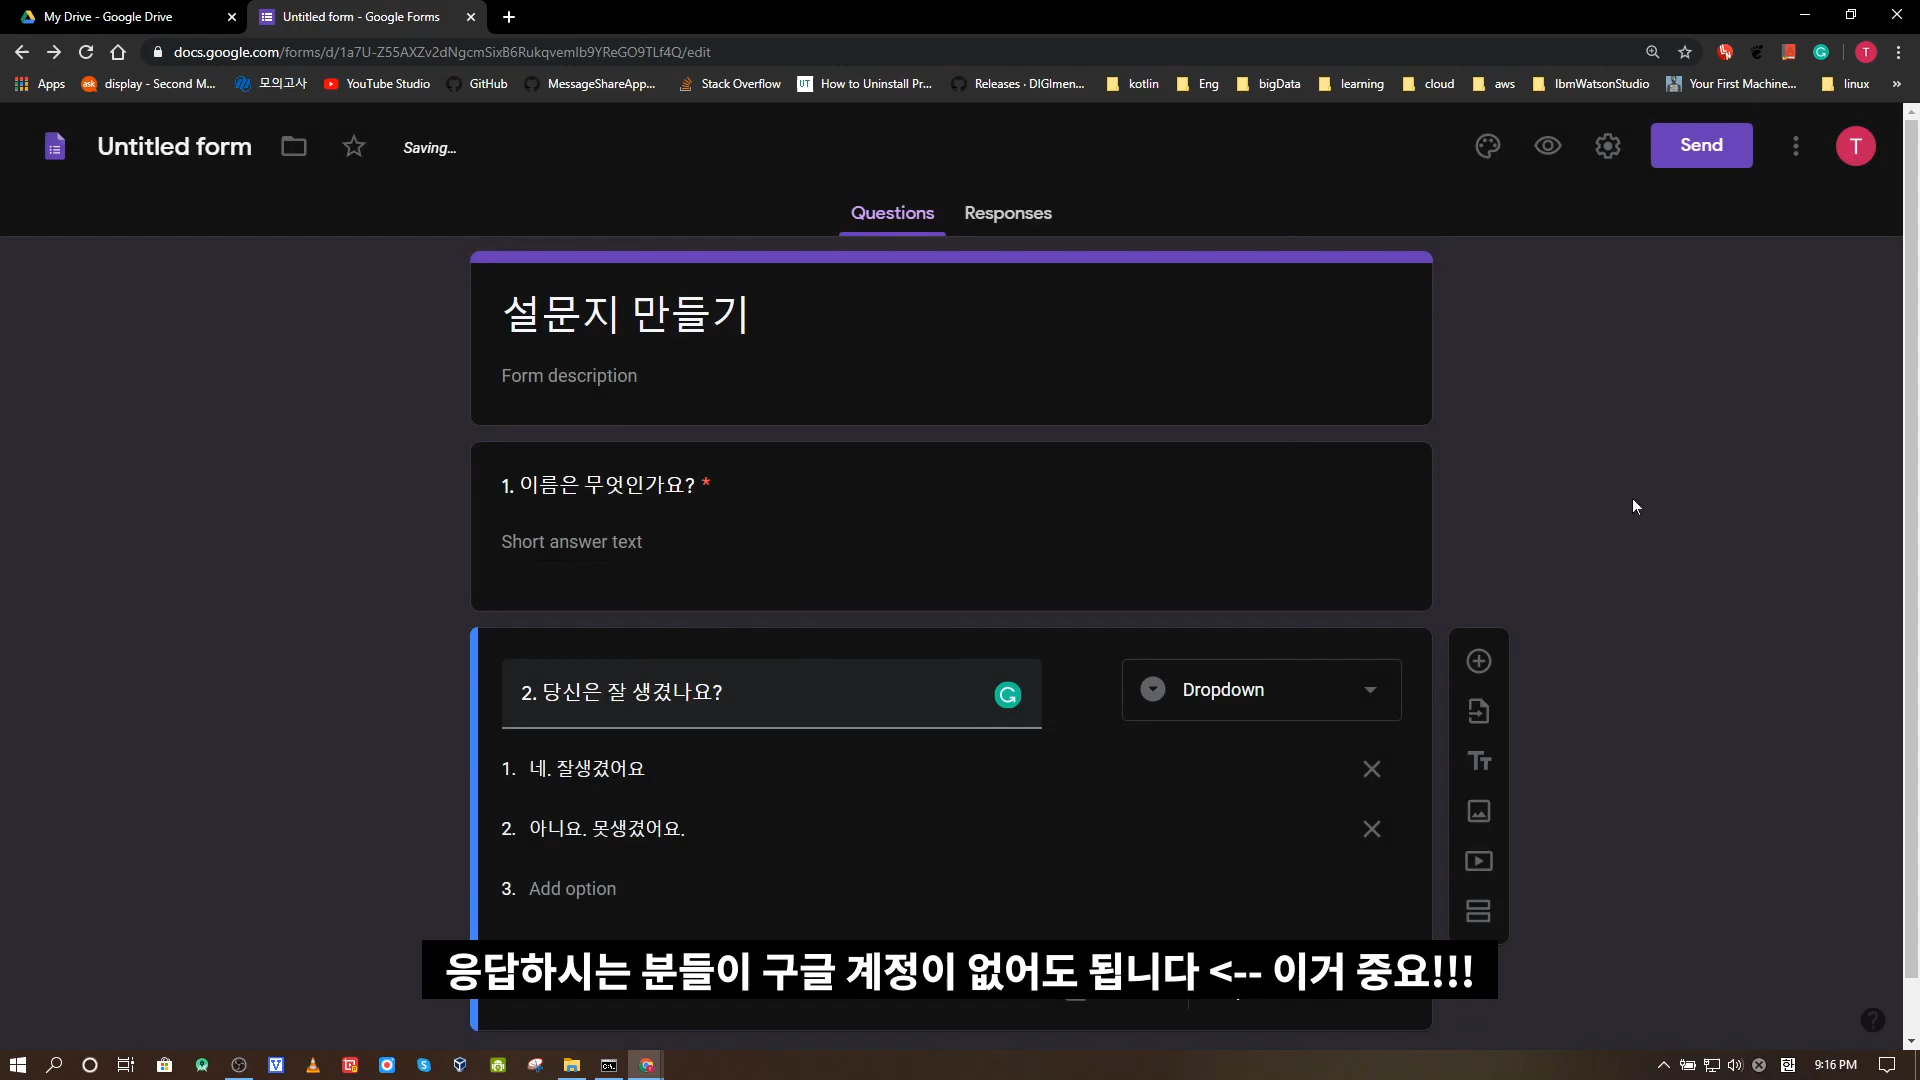 My Drive - Google Drive
Untitled form - Google Forms
docs.google.com/forms/d/1a7U-Z55AXZv2dNgcmSixB6RukqvemIb9YReGO9TLf4Q/edit
T
Apps
display - Second M...
모의고사
YouTube Studio
GitHub
MessageShareApp...
Stack Overflow
How to Uninstall Pr...
Releases · DIGImen...
kotlin
Eng
bigData
learning
cloud
aws
IbmWatsonStudio
Your First Machine...
linux
Untitled form
Saving...
Send
T
Questions
Responses
설문지 만들기
Form description
1. 이름은 무엇인가요? *
Short answer text
2. 당신은 잘 생겼나요?
Dropdown
1. 네. 잘생겼어요
2. 아니요. 못생겼어요.
3. Add option
응답하시는 분들이 구글 계정이 없어도 됩니다 <-- 이거 중요!!!
한
9:16 PM